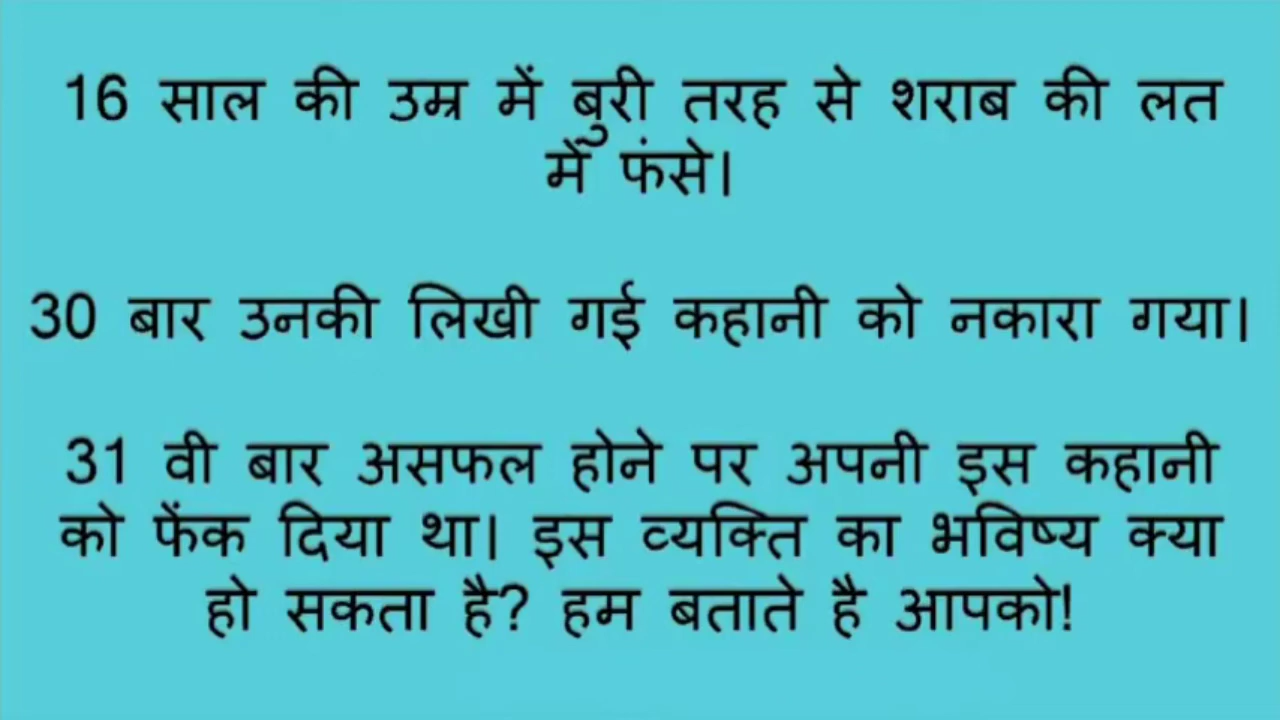 16 साल की उम्र में बुरी तरह से शराब की लत
में फंसे।
30 बार उनकी लिखी गई कहानी को नकारा गया।
31 वी बार असफल होने पर अपनी इस कहानी
को फेंक दिया था। इस व्यक्ति का भविष्य क्या
हो सकता है? हम बताते है आपको!